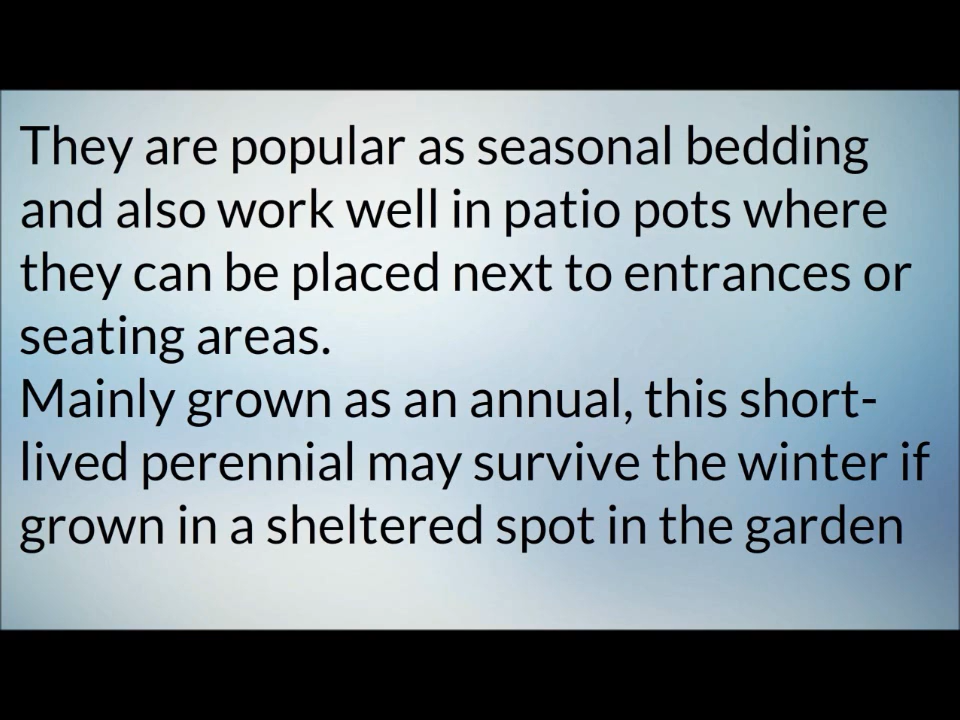 They are popular as seasonal bedding
and also work well in patio pots where
they can be placed next to entrances or
seating areas.
Mainly grown as an annual, this short-
lived perennial may survive the winter if
grown in a sheltered spot in the garden